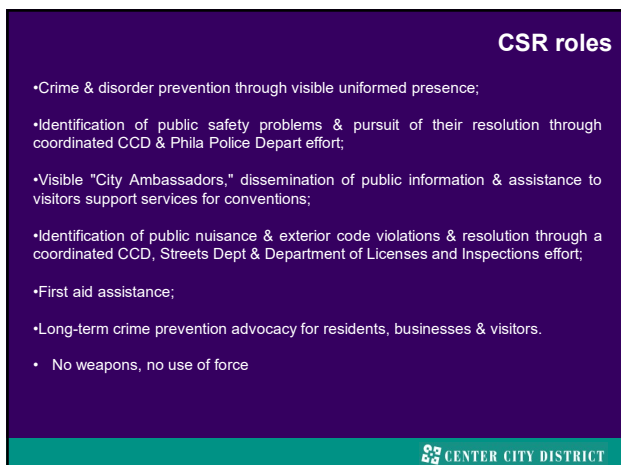 CSR roles
•Crime & disorder prevention through visible uniformed presence;
•Identification of public safety problems & pursuit of their resolution through
coordinated CCD & Phila Police Depart effort;
•Visible "City Ambassadors," dissemination of public information & assistance to
visitors support services for conventions;
•Identification of public nuisance & exterior code violations & resolution through a
coordinated CCD, Streets Dept & Department of Licenses and Inspections effort;
•First aid assistance;
•Long-term crime prevention advocacy for residents, businesses & visitors.
• No weapons, no use of force
CENTER CITY DISTRICT